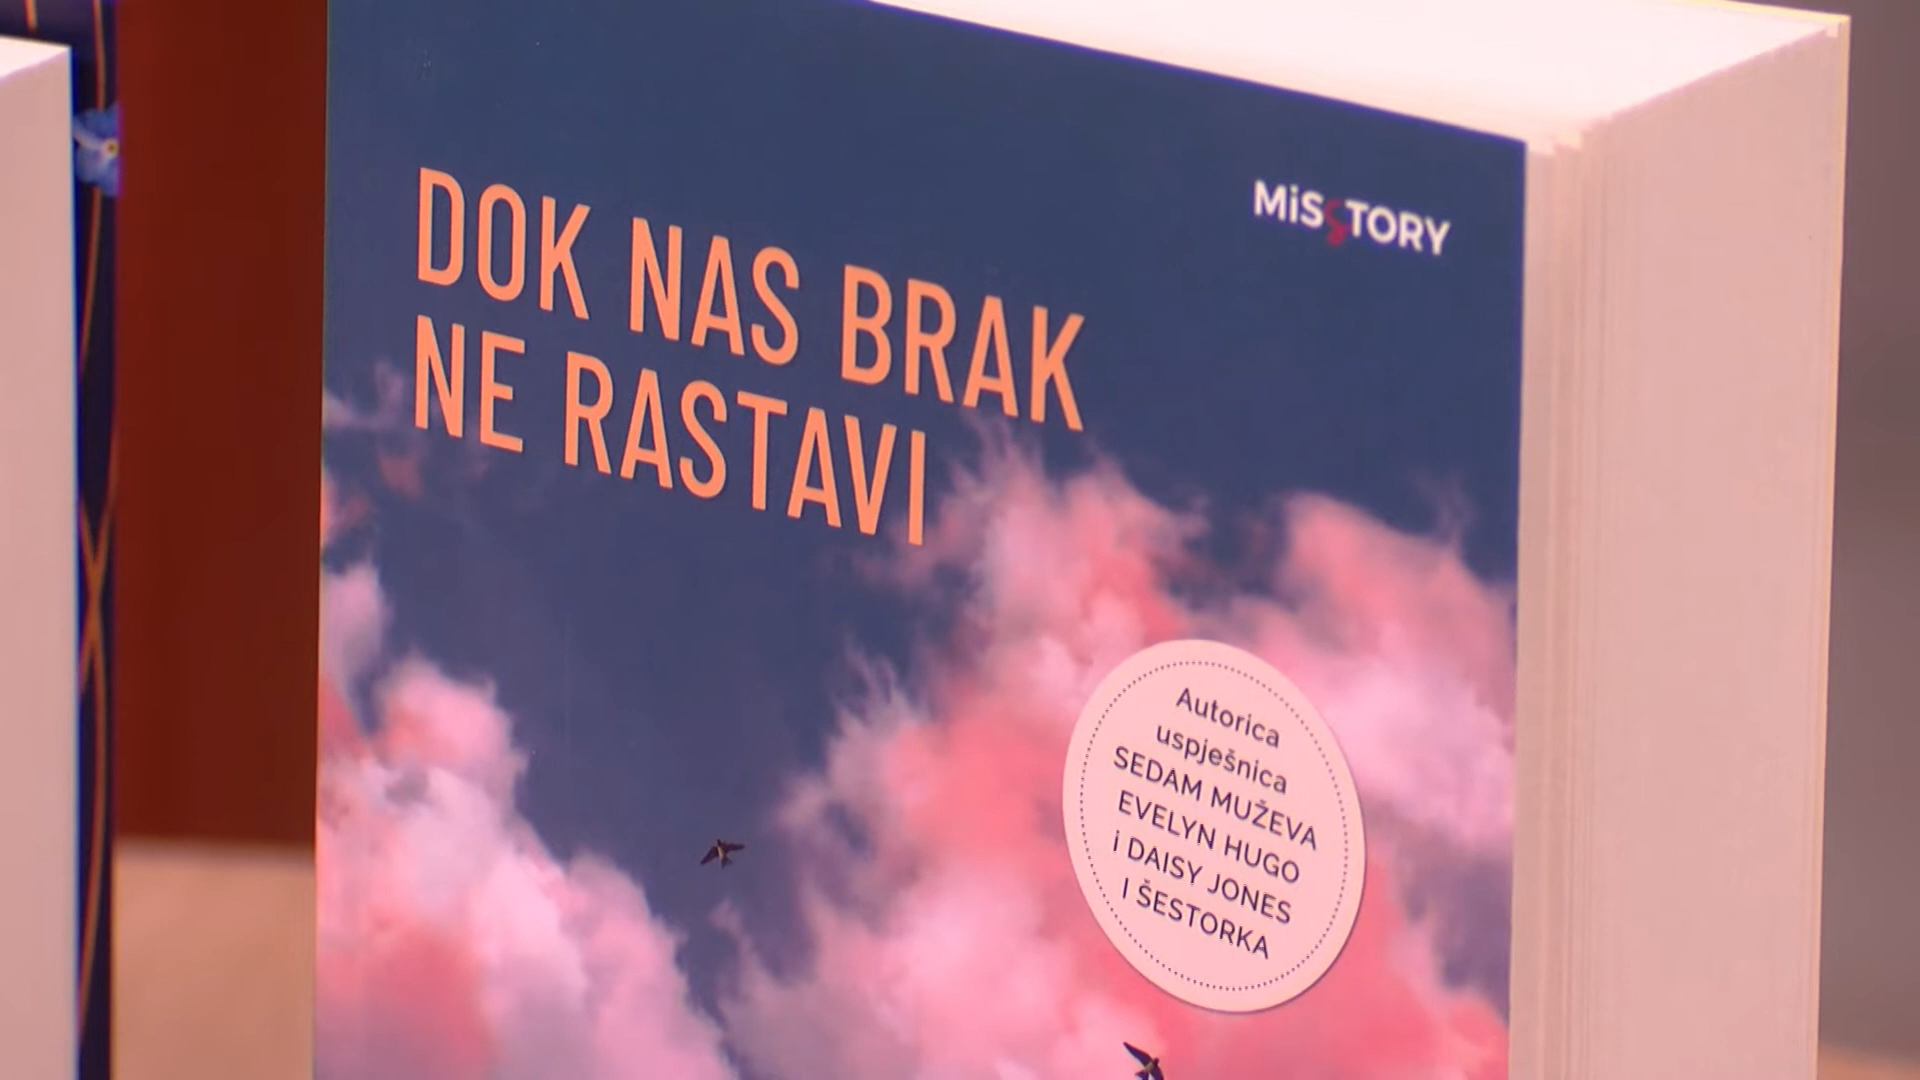 MiSSTORY
DOK NAS BRAK
NE RASTAVI
Autorica
uspješnica
SEDAM MUŽEVA
EVELYN HUGO
i DAISY JONES
I ŠESTORKA